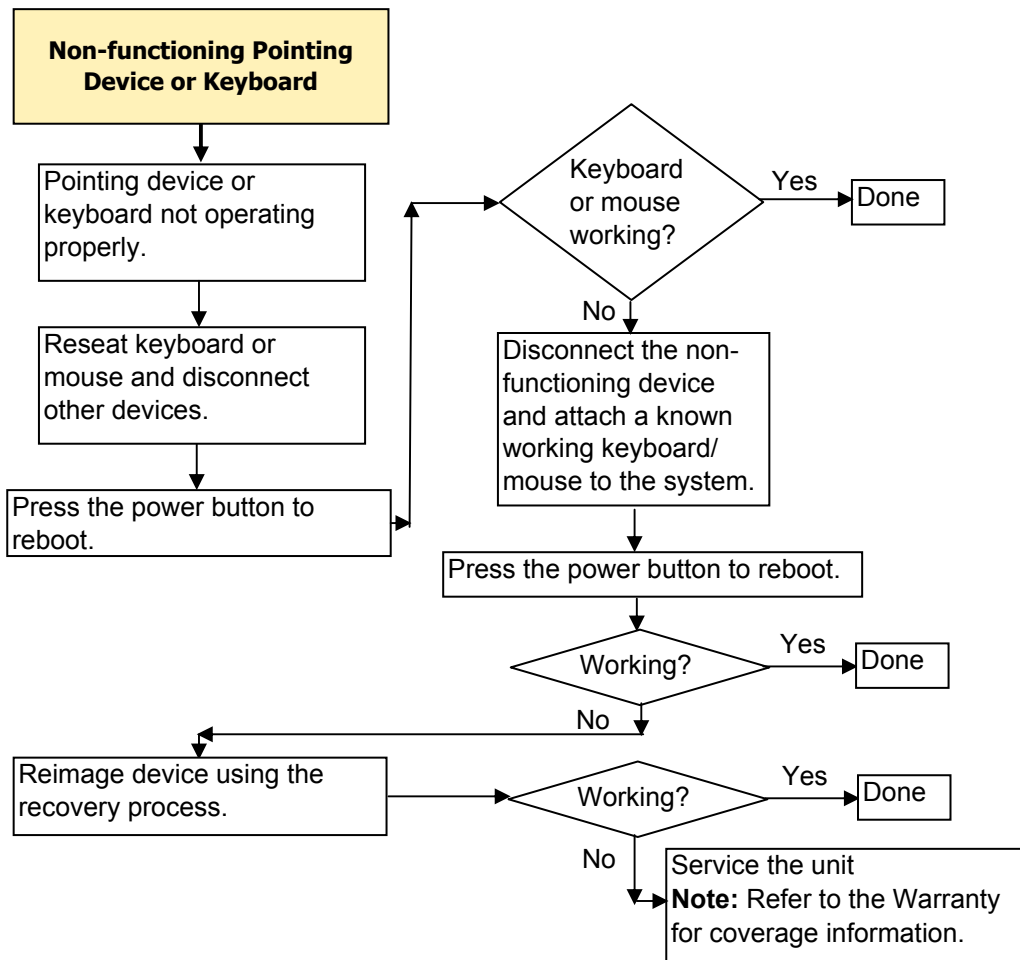 Non-functioning Pointing
Device or Keyboard
Pointing device or
keyboard not operating
properly.
Reseat keyboard or
mouse and disconnect
other devices.
Press the power button to
reboot.
Keyboard
or mouse
working?
Yes
Done
No
Disconnect the non-
functioning device
and attach a known
working keyboard/
mouse to the system.
Press the power button to reboot.
Working?
Yes
Done
No
Reimage device using the
recovery process.
Working?
Yes
Done
No
Service the unit
Note: Refer to the Warranty
for coverage information.